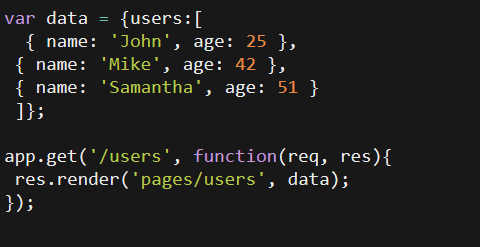 var data = {users:[
  { name: 'John', age: 25 },
 { name: 'Mike', age: 42 },
 { name: 'Samantha', age: 51 }
 ]};

app.get('/users', function(req, res){
 res.render('pages/users', data);
});